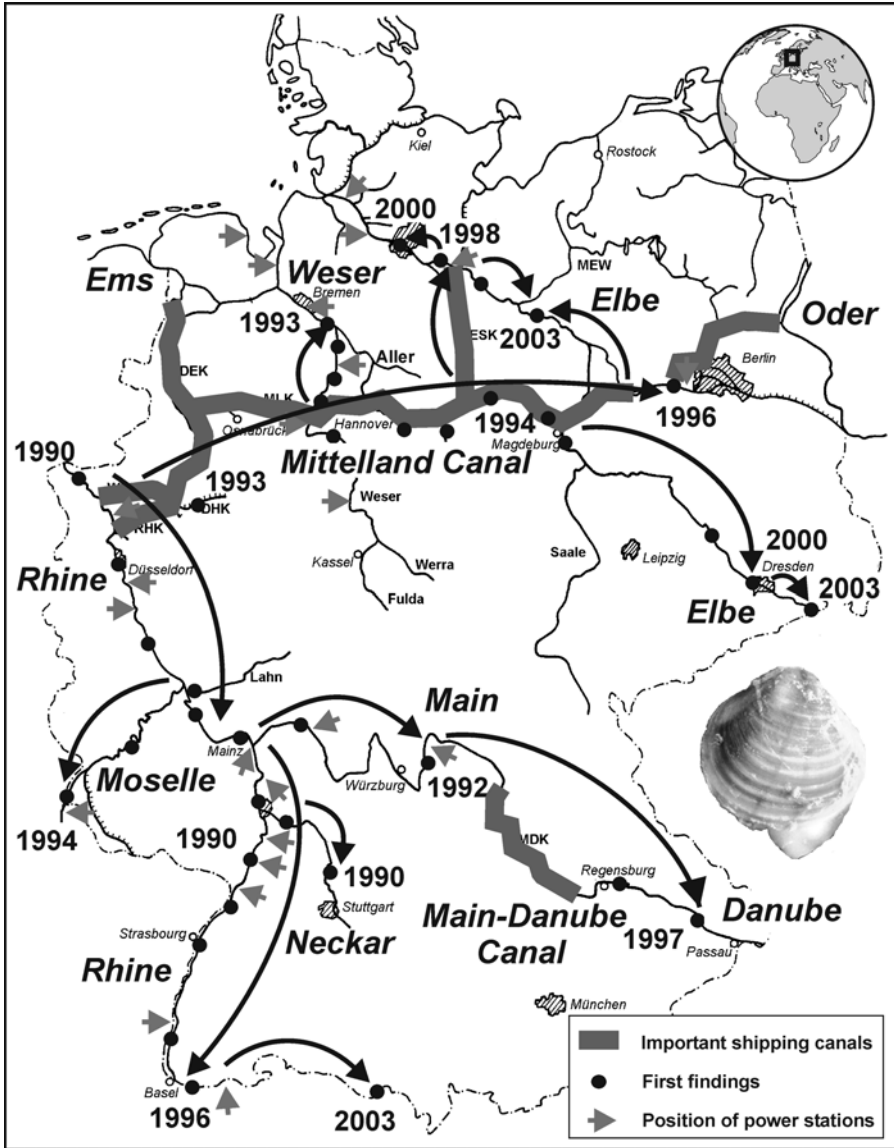 Kiel
Rostock
2000
1998
MEW
Weser
Ems
Bremen
Elbe
1993
Oder
ESK
2003
DEK
Aller
Berlin
MLK
Osnabrück
Hannover
1994
1996
Magdeburg
1990
Mittelland Canal
1993
DHK
RHK
Weser
2000
Düsseldorf
Saale
Leipzig
Dresden
Rhine
Kassel
Werra
2003
Fulda
Elbe
Lahn
Main
Mainz
Moselle
Würzburg
1992
1994
1990
MDK
1990
Regensburg
Stuttgart
Danube
Strasbourg
Neckar
Main-Danube
Canal
1997
Passau
Rhine
München
Important shipping canals
First findings
Basel
1996
2003
Position of power stations